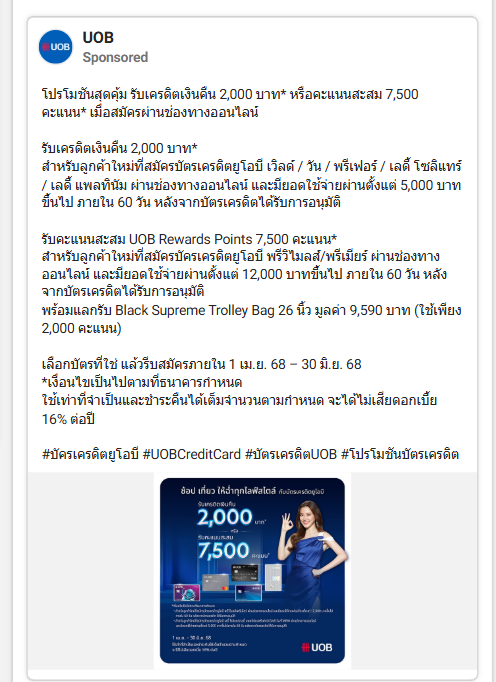 UOB
UOB
Sponsored
โปรโมชันสุดคุ้ม รับเครดิตเงินคืน 2,000 บาท* หรือคะแนนสะสม 7,500
คะแนน* เมื่อสมัครผ่านช่องทางออนไลน์
รับเครดิตเงินคืน 2,000 บาท*
สำหรับลูกค้าใหม่ที่สมัครบัตรเครดิตยูโอบี เวิลด์ / วัน / พรีเฟอร์ / เลดี้ โซลิแทร์
/ เลดี้ แพลทินัม ผ่านช่องทางออนไลน์ และมียอดใช้จ่ายผ่านตั้งแต่ 5,000 บาท
ขึ้นไป ภายใน 60 วัน หลังจากบัตรเครดิตได้รับการอนุมัติ
รับคะแนนสะสม UOB Rewards Points 7,500 คะแนน*
สำหรับลูกค้าใหม่ที่สมัครบัตรเครดิตยูโอบี พรีวิไมลส์/พรีเมียร์ ผ่านช่องทาง
ออนไลน์ และมียอดใช้จ่ายผ่านตั้งแต่ 12,000 บาทขึ้นไป ภายใน 60 วัน หลัง
จากบัตรเครดิตได้รับการอนุมัติ
พร้อมแลกรับ Black Supreme Trolley Bag 26 นิ้ว มูลค่า 9,590 บาท (ใช้เพียง
2,000 คะแนน)
เลือกบัตรที่ใช่ แล้วรีบสมัครภายใน 1 เม.ย. 68 – 30 มิ.ย. 68
*เงื่อนไขเป็นไปตามที่ธนาคารกำหนด
ใช้เท่าที่จำเป็นและชำระคืนได้เต็มจำนวนตามกำหนด จะได้ไม่เสียดอกเบี้ย
16% ต่อปี
#บัตรเครดิตยูโอบี #UOBCreditCard #บัตรเครดิตUOB #โปรโมชันบัตรเครดิต
ช้อป เที่ยว ให้ฉ่ำทุกไลฟ์สไตล์ กับบัตรเครดิตยูโอบี
รับเครดิตเงินคืน
2,000 บาท*
หรือ
รับคะแนนสะสม
7,500 คะแนน*
1 เม.ย. - 30 มิ.ย. 68
UOB